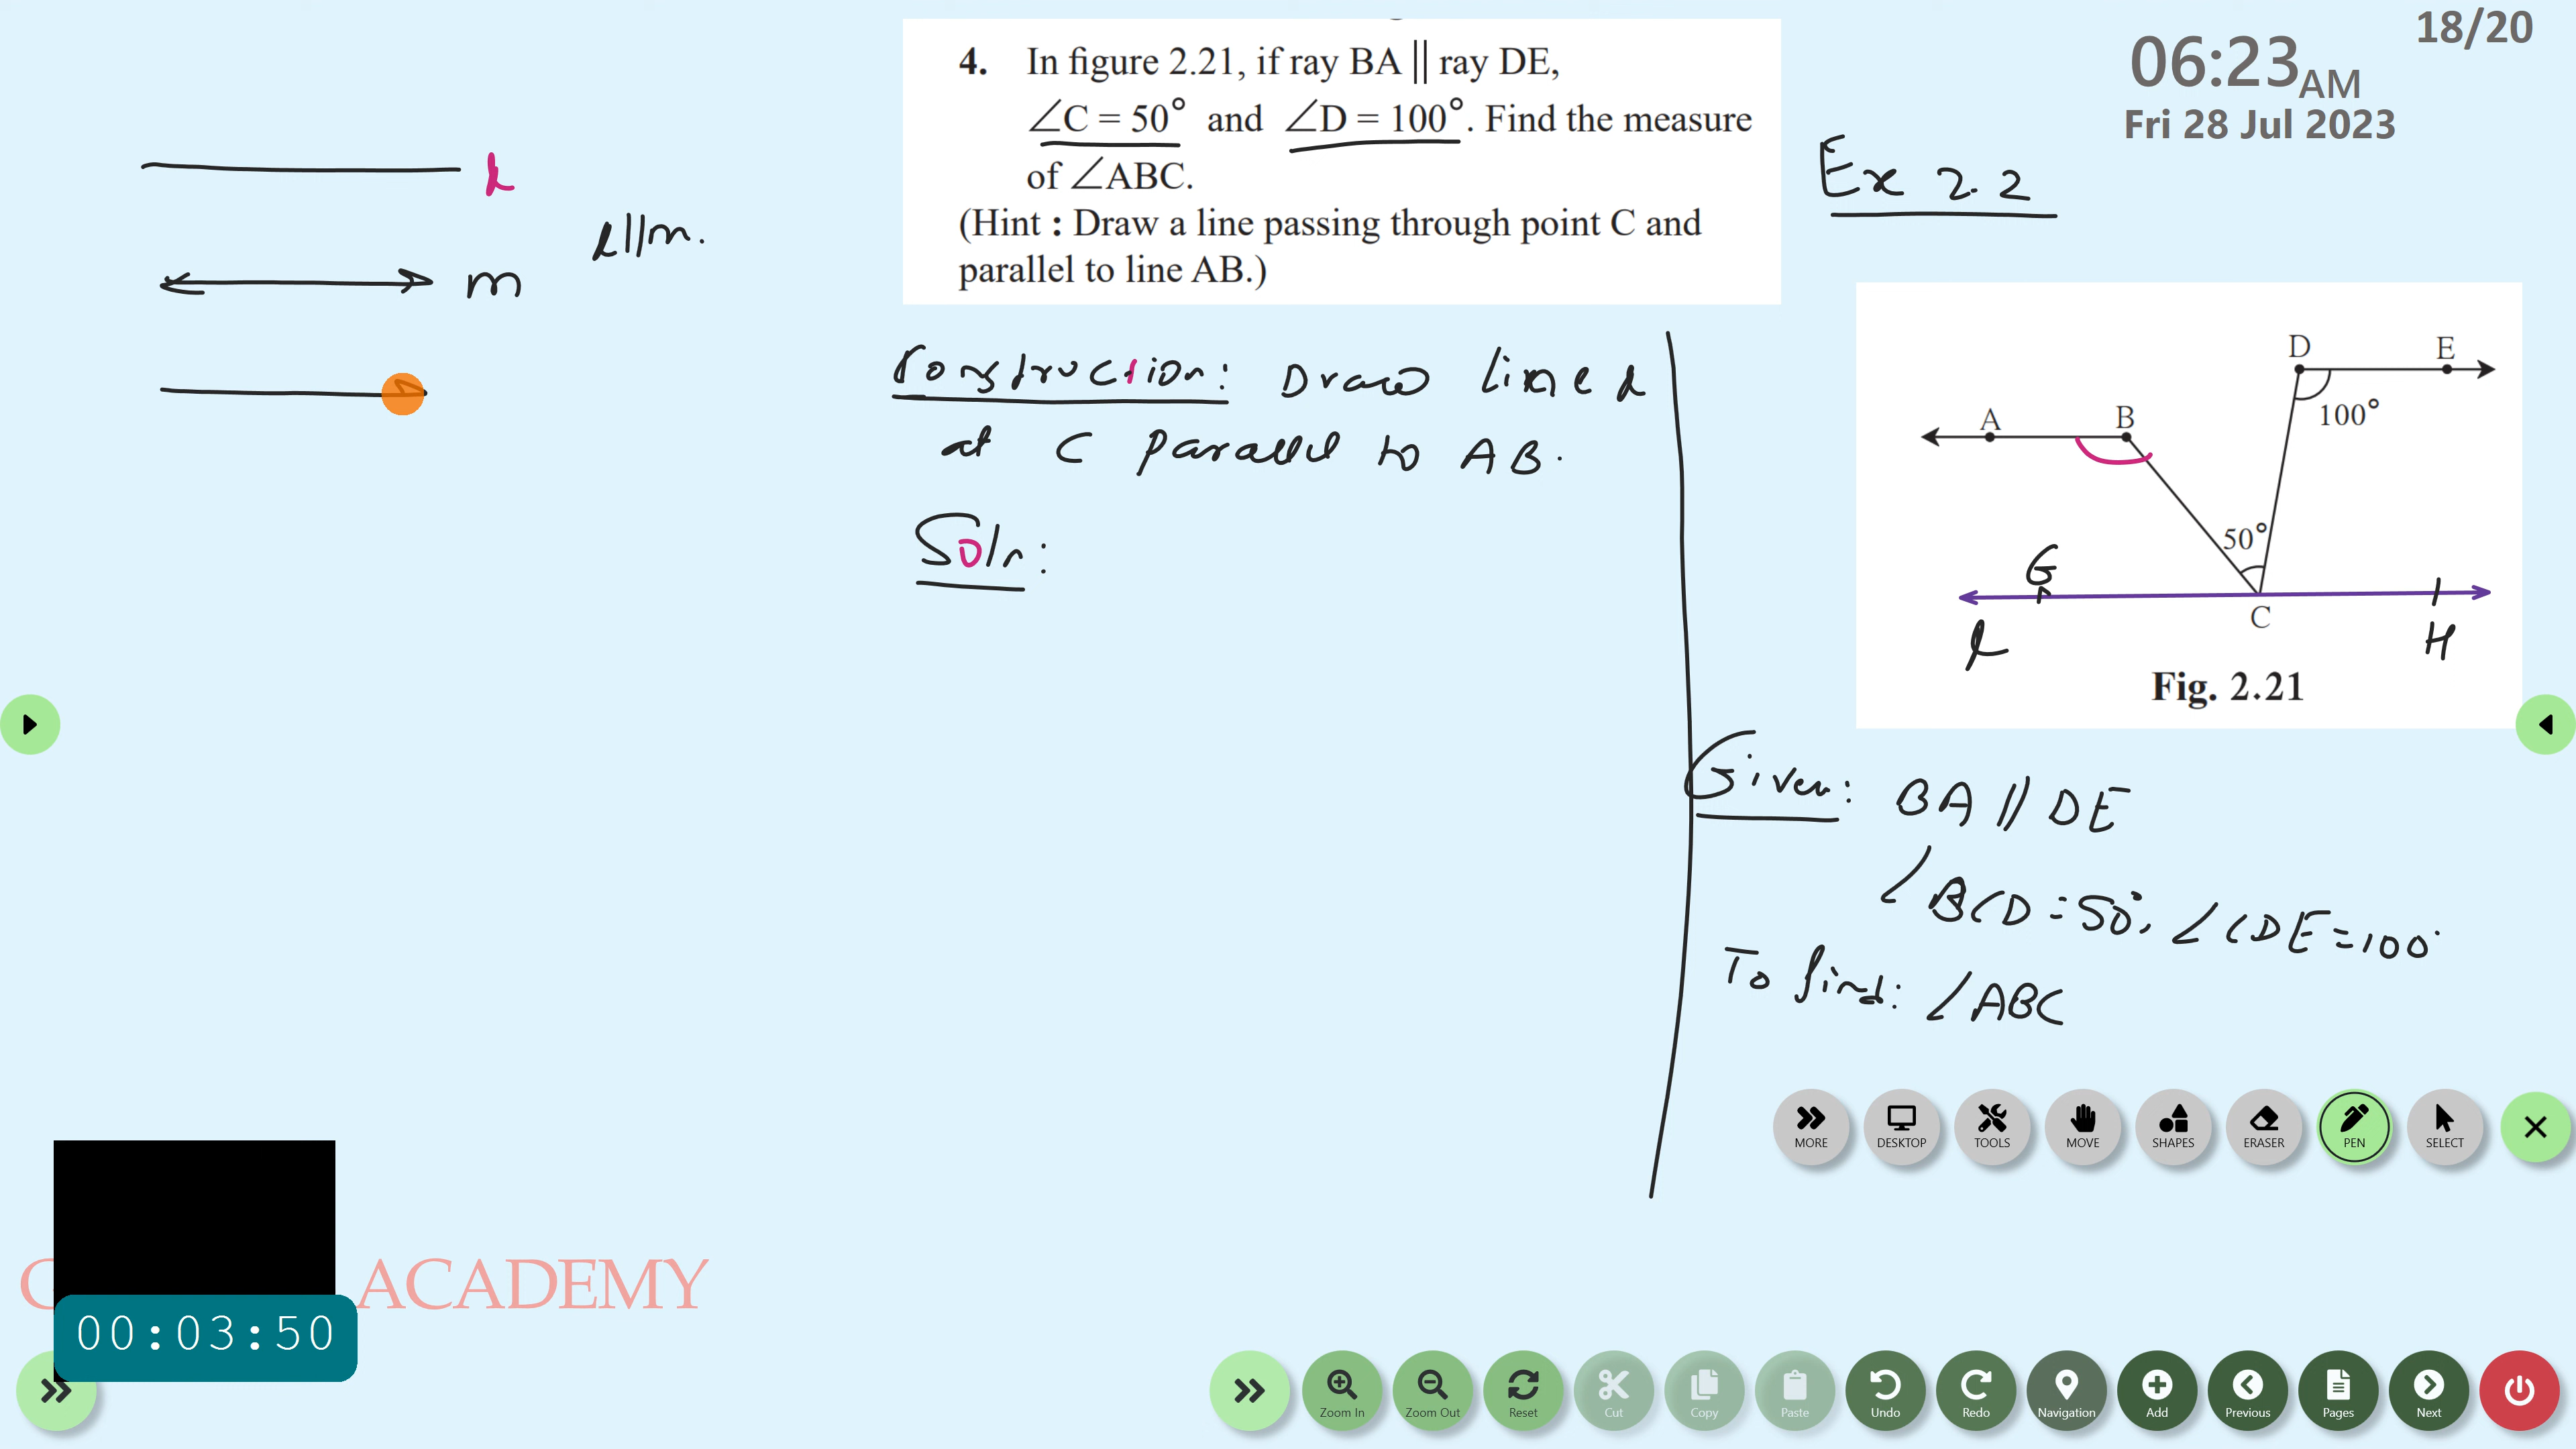 18/20
06:23 AM
Fri 28 Jul 2023
4. In figure 2.21, if ray BA || ray DE,
∠C = 50° and ∠D = 100°. Find the measure
of ∠ABC.
(Hint : Draw a line passing through point C and
parallel to line AB.)
Ex 2.2
l
l||m.
m
Construction: Draw line l
at C parallel to AB.
Soln:
D E
100°
A B
50°
G
C
l H
Fig. 2.21
Given: BA // DE
∠BCD = 50°, ∠CDE = 100°
To find: ∠ABC
MORE DESKTOP TOOLS MOVE SHAPES ERASER PEN SELECT
C ACADEMY
00:03:50
Zoom In Zoom Out Reset Cut Copy Paste Undo Redo Navigation Add Previous Pages Next